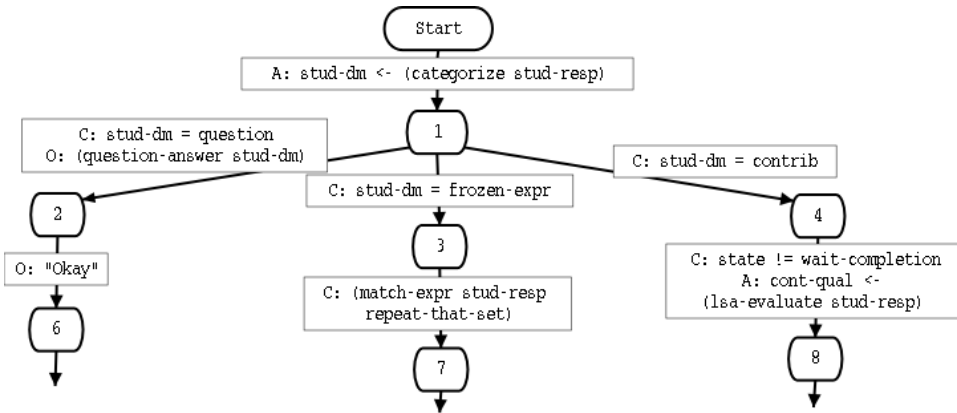 Start
A: stud-dm <- (categorize stud-resp)
1
C: stud-dm = question
O: (question-answer stud-dm)
C: stud-dm = frozen-expr
C: stud-dm = contrib
2
3
4
O: "Okay"
C: (match-expr stud-resp
repeat-that-set)
C: state != wait-completion
A: cont-qual <-
(lsa-evaluate stud-resp)
6
7
8